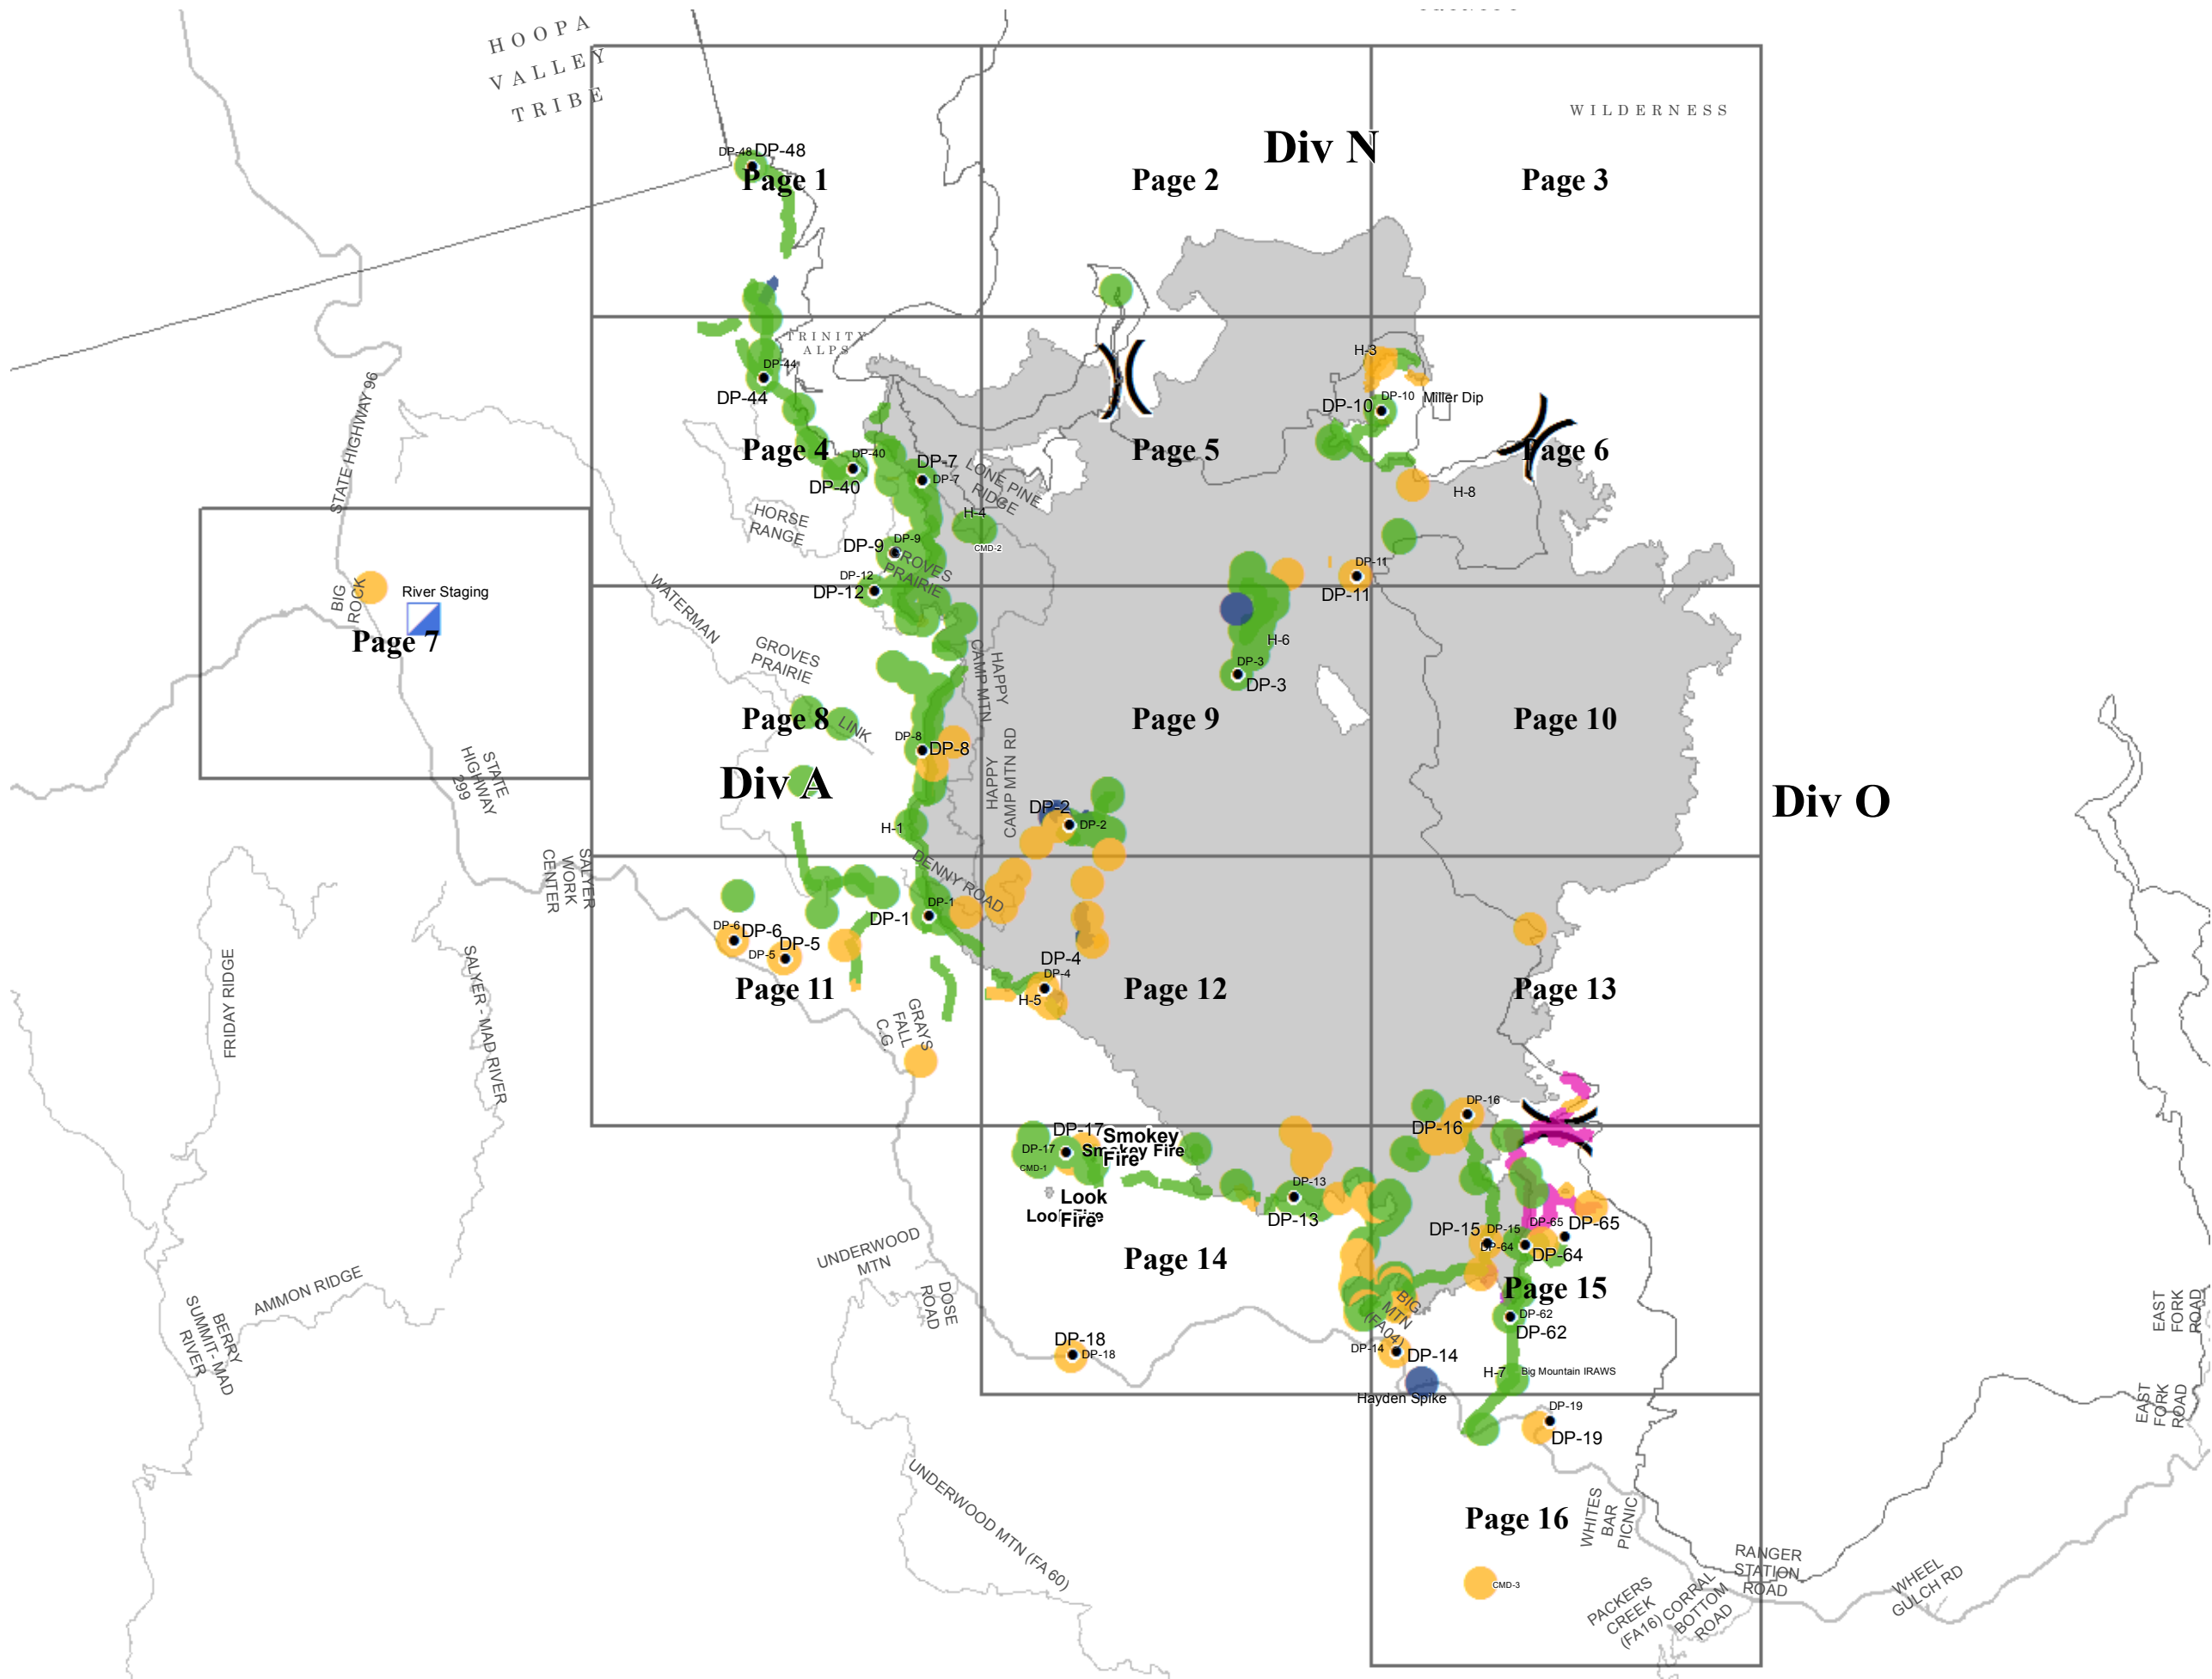 HOOPA
VALLEY
TRIBE
WILDERNESS
Div N
DP-48
DP-48
Page 1
Page 2
Page 3
TRINITY
ALPS
DP-44
DP-44
H-3
DP-10
DP-10
Miller Dip
STATE HIGHWAY 96
Page 4
DP-40
DP-40
DP-7
DP-7
LONE PINE
RIDGE
Page 5
Page 6
H-8
HORSE
RANGE
H-4
CMD-2
DP-9
DP-9
GROVES
PRAIRIE
DP-12
DP-12
DP-11
DP-11
BIG
ROCK
River Staging
Page 7
WATERMAN
GROVES
PRAIRIE
HAPPY
CAMP MTN
H-6
DP-3
DP-3
Page 8
LINK
Page 9
Page 10
DP-8
DP-8
STATE
HIGHWAY
299
Div A
HAPPY
CAMP MTN RD
Div O
DP-2
DP-2
H-1
SALYER
WORK
CENTER
DENNY ROAD
DP-1
DP-1
DP-6
DP-6
DP-5
DP-5
DP-4
DP-4
H-5
Page 11
Page 12
Page 13
FRIDAY RIDGE
SALYER - MAD RIVER
GRAYS
FALL
C.G
DP-16
DP-16
DP-17
DP-17
CMD-1
Smokey
Fire
Smokey Fire
Look
Fire
Look Fire
DP-13
DP-13
DP-15
DP-15
DP-65
DP-65
DP-64
DP-64
Page 14
Page 15
UNDERWOOD
MTN
DOSE
ROAD
AMMON RIDGE
BERRY
SUMMIT- MAD
RIVER
BIG
MTN
(FA04)
DP-62
DP-62
DP-18
DP-18
DP-14
DP-14
H-7
Big Mountain IRAWS
Hayden Spike
EAST
FORK
ROAD
EAST
FORK
ROAD
DP-19
DP-19
UNDERWOOD MTN (FA 60)
Page 16
WHITES
BAR
PICNIC
CMD-3
RANGER
STATION
ROAD
PACKERS
CREEK
(FA16)
CORRAL
BOTTOM
ROAD
WHEEL
GULCH RD